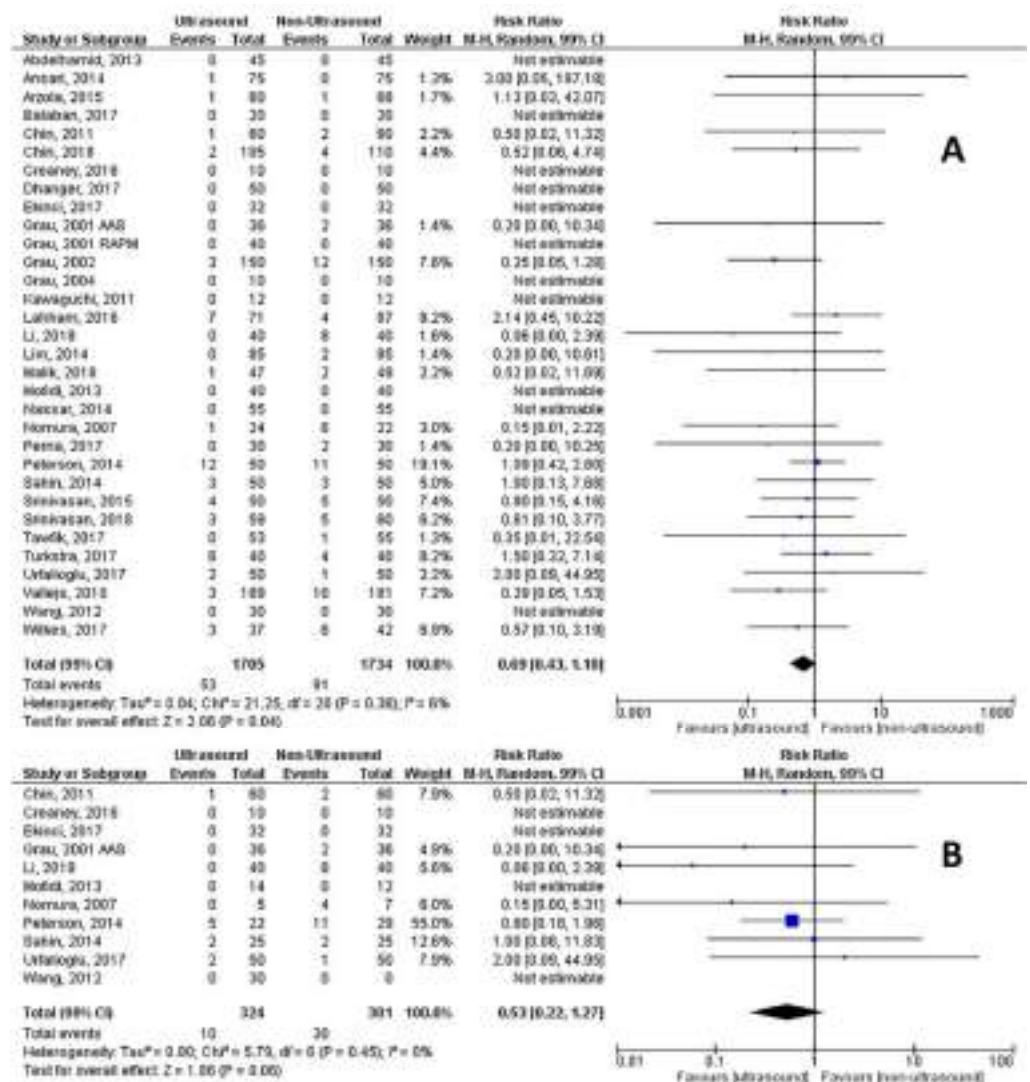 Ultrasound Non-Ultrasound Risk Ratio Risk Ratio
Study or Subgroup Events Total Events Total Weight M-H, Random, 99% CI M-H, Random, 99% CI
Abdelhamid, 2013 0 45 0 45 Not estimable
Ansari, 2014 1 75 0 75 1.3% 3.00 [0.05, 197.18]
Arzola, 2015 1 80 1.7% 42.07]
Balaban, 2017 0 30 0 30 Not estimable
Chin, 2011 1 60 2 60 2.2% 0.50 [0.02, 11.32]
Chin, 2018 2 105 4 110 4.4% 0.52 [0.06, 4.74]
Creaney, 2016 0 10 0 10 Not estimable
Dhanger, 2017 0 50 0 50 Not estimable
Ekinci, 2017 0 32 0 32 Not estimable
Grau, 2001 AAS 0 36 2 36 1.4% 0.20 [0.00, 10.34]
Grau, 2001 RAPM 0 40 0 40 Not estimable
Grau, 2002 3 150 12 150 7.8% 0.25 [0.05, 1.28]
Grau, 2004 0 10 0 10 Not estimable
Kawaguchi, 2011 0 12 0 12 Not estimable
2018 7 71 4 87 8.2% 2.14 [0.45, 10.22]
Li, 2018 0 40 8 40 1.6% 0.06 [0.00, 2.39]
Lim, 2014 0 2 1.4% 0.20 [0.00,
Malik, 2018 1 47 2 2.2% 0.52 [0.02,
Mofidi, 2013 0 40 0 40 Not estimable
Nassar, 2014 0 55 0 55 Not estimable
Nomura, 2007 1 24 6 22 3.0% 0.15 [0.01, 2.22]
Perna, 2017 0 30 2 30 1.4% 0.20 [0.00, 10.25]
Peterson, 2014 12 50 11 50 19.1% 1.09 [0.42, 2.80]
Sahin, 2014 3 50 3 50 5.0% 1.00 [0.13, 7.68]
Srinivasan, 2015 4 50 5 50 7.4% 0.80 [0.15, 4.16]
Srinivasan, 2018 3 59 5 60 6.2% 0.61 [0.10, 3.77]
Tawfik, 2017 0 53 1 55 1.3% 0.35 [0.01, 22.54]
Turkstra, 2017 6 40 4 40 8.2% 1.50 [0.32, 7.14]
Urfalioglu, 2017 2 50 1 50 2.2% 2.00 [0.09, 44.95]
Vallejo, 2010 3 189 10 181 7.2% 0.29 [0.05, 1.53]
Wang, 2012 0 30 0 30 Not estimable
Wilkes, 2017 3 37 6 42 6.8% 0.57 [0.10, 3.19]
A
Total (99% CI) 1705 1734 100.0% 0.69 [0.43, 1.10]
Total events 53 91
Heterogeneity: Tau² = 0.04; Chi² = 21.25, df = 20 (P = 0.38); I² = 6%
Test for overall effect: Z = 2.06 (P = 0.04)
0.001 0.1 1 10 1000
Favours [ultrasound] Favours [non-ultrasound]
Ultrasound Non-Ultrasound Risk Ratio Risk Ratio
Study or Subgroup Events Total Events Total Weight M-H, Random, 99% CI M-H, Random, 99% CI
Chin, 2011 1 60 2 60 7.9% 0.50 [0.02, 11.32]
Creaney, 2016 0 10 0 10 Not estimable
Ekinci, 2017 0 32 0 32 Not estimable
Grau, 2001 AAS 0 36 2 36 4.9% 0.20 [0.00, 10.34]
Li, 2018 0 40 8 40 0.06 [0.00, 2.39]
Mofidi, 2013 0 14 0 12 Not estimable
Nomura, 2007 0 5 4 7 6.0% 0.15 [0.00, 5.31]
Peterson, 2014 5 22 11 55.0% 0.60 [0.18, 1.98]
Sahin, 2014 2 25 2 25 12.6% 1.00 [0.08, 11.83]
Urfalioglu, 2017 2 50 1 50 7.9% 2.00 [0.09, 44.95]
Wang, 2012 0 30 0 0 Not estimable
B
Total (99% CI) 324 301 100.0% 0.53 [0.22, 1.27]
Total events 10 30
Heterogeneity: Tau² = 0.00; Chi² = 5.79, df = 6 (P = 0.45); I² = 0%
Test for overall effect: Z =
0.01 0.1 1 10 100
Favours [ultrasound] Favours [non-ultrasound]